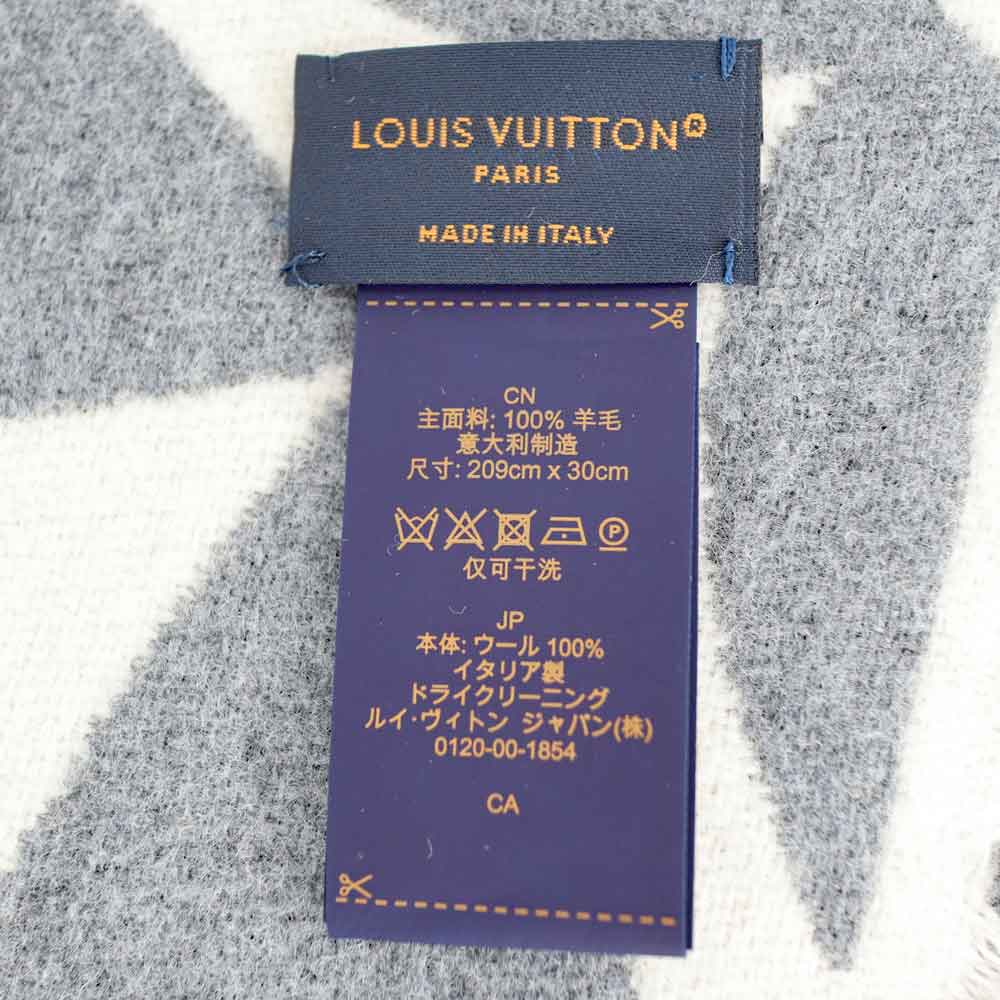 LOUIS VUITTON®
PARIS
MADE IN ITALY
CN
主面料: 100% 羊毛
意大利制造
尺寸: 209cm x 30cm
P
仅可干洗
JP
本体: ウール 100%
イタリア製
ドライクリーニング
ルイ・ヴィトン ジャパン(株)
0120-00-1854
CA